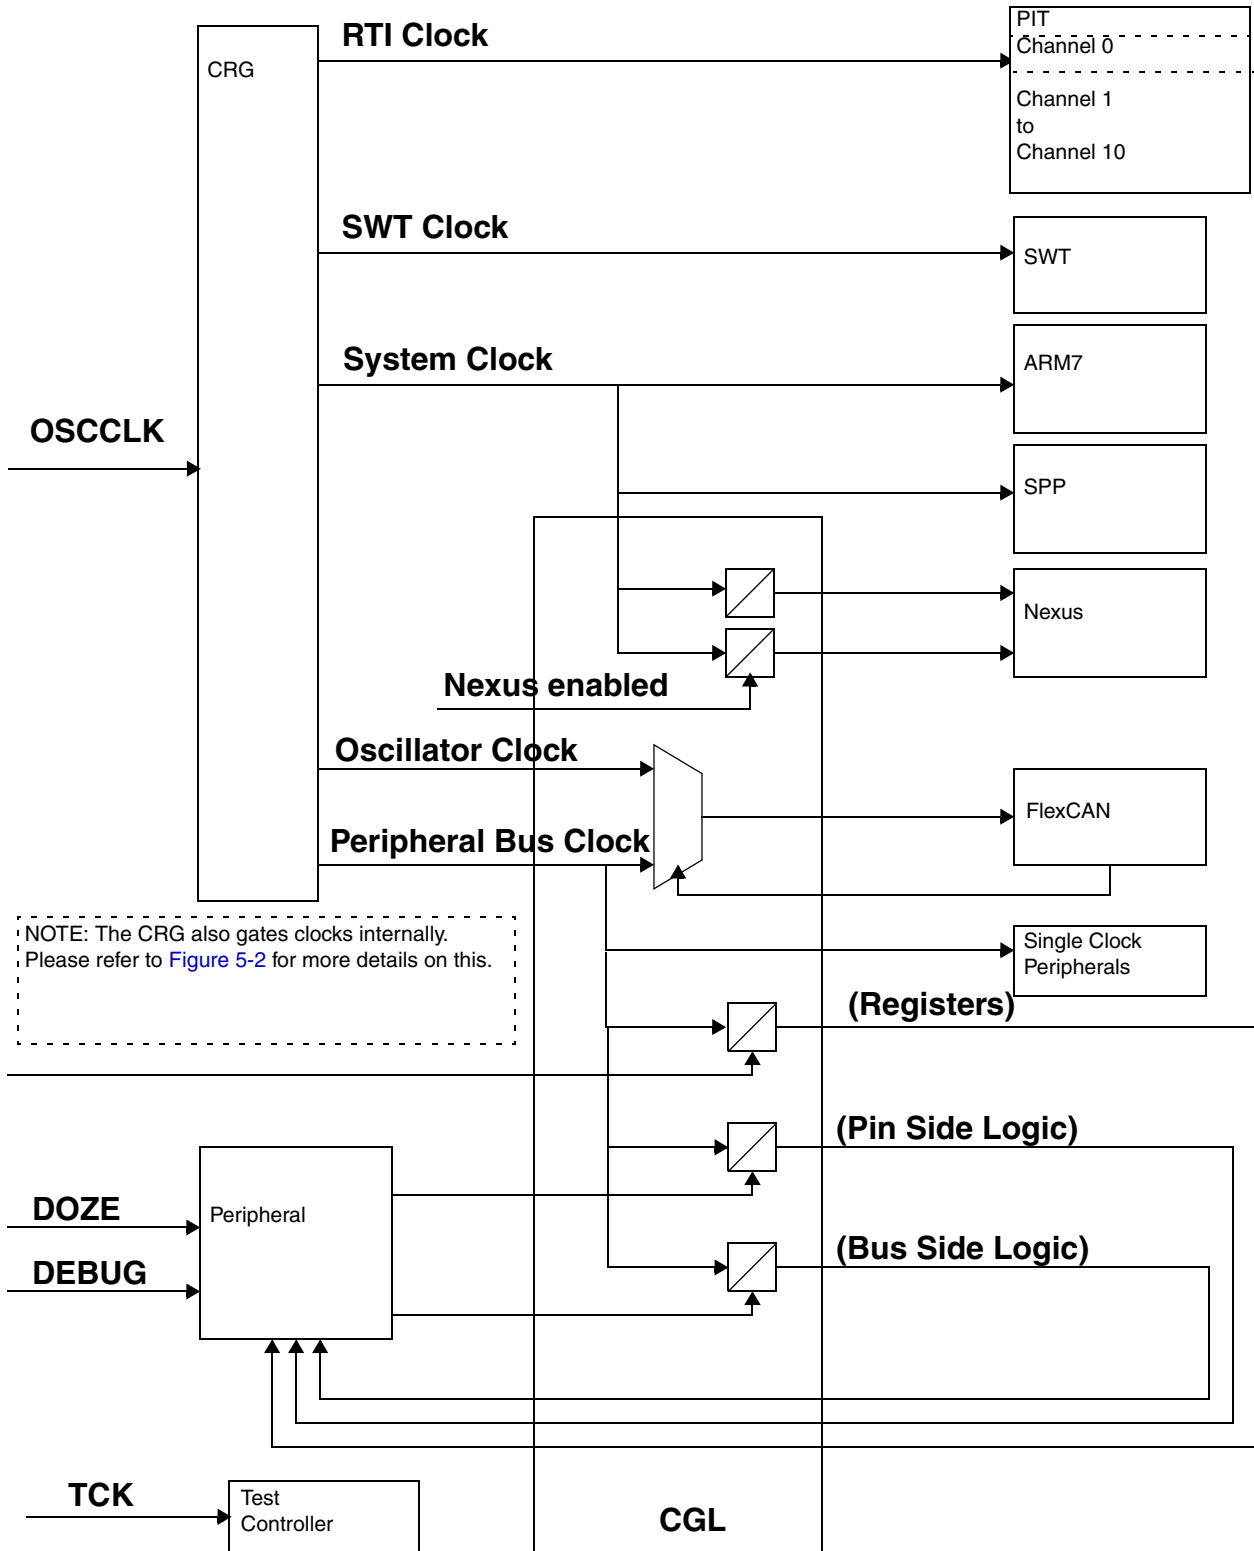 RTI Clock
PIT
Channel 0
CRG
Channel 1
to
Channel 10
SWT Clock
SWT
System Clock
ARM7
OSCCLK
SPP
Nexus
Nexus enabled
Oscillator Clock
FlexCAN
Peripheral Bus Clock
NOTE: The CRG also gates clocks internally.
Please refer to Figure 5-2 for more details on this.
Single Clock
Peripherals
(Registers)
(Pin Side Logic)
DOZE
Peripheral
(Bus Side Logic)
DEBUG
TCK
Test
Controller
CGL